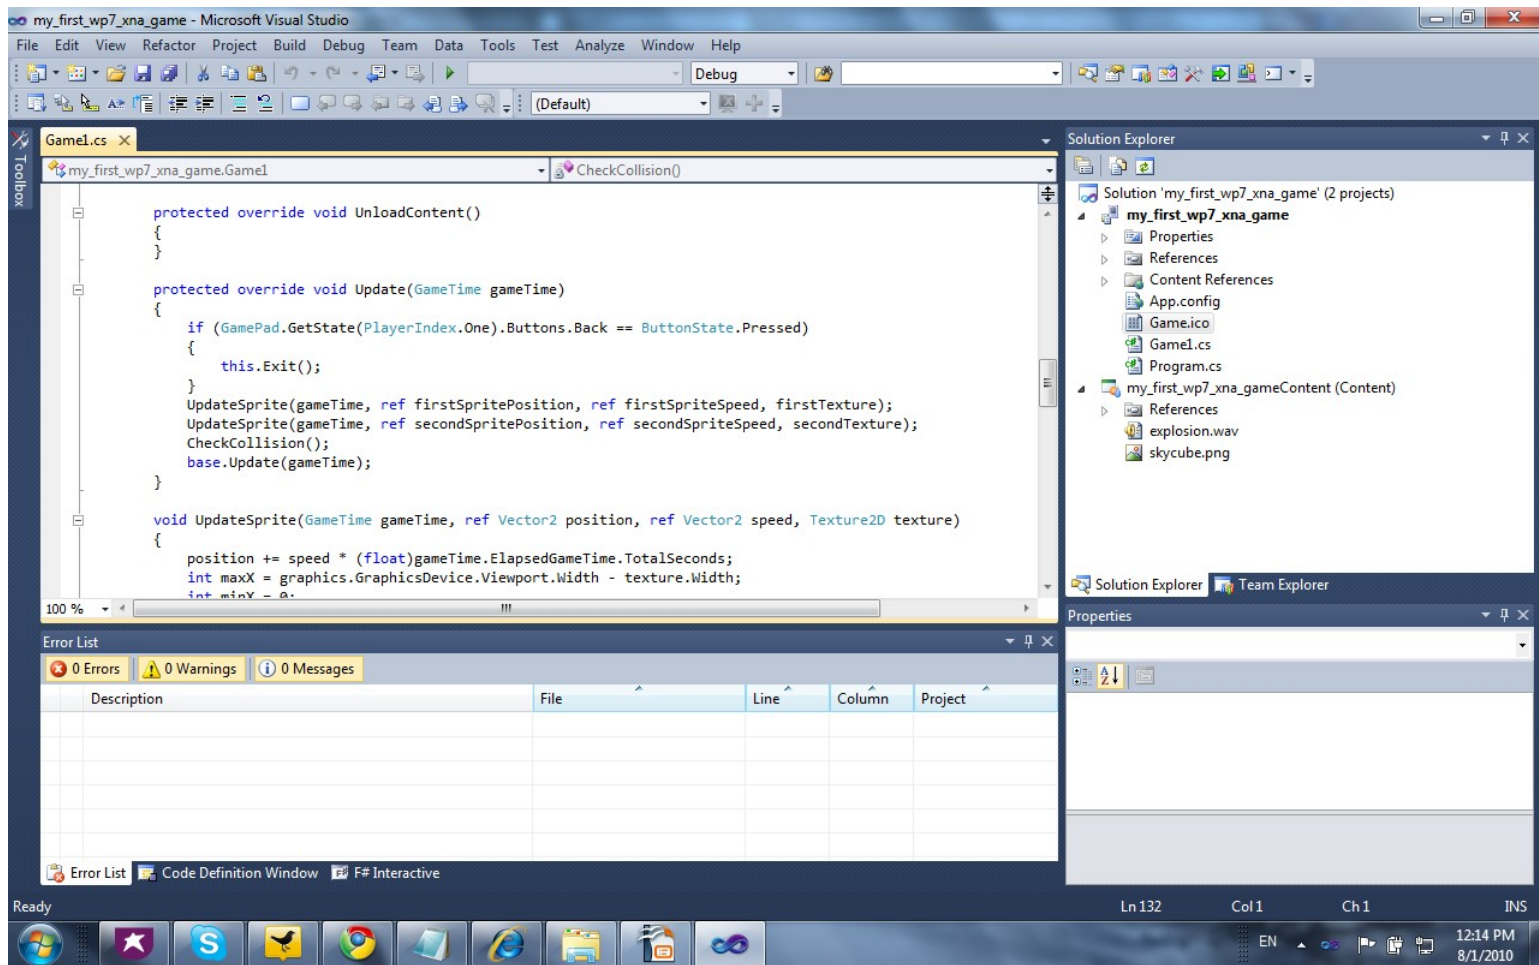 my_first_wp7_xna_game - Microsoft Visual Studio
File Edit View Refactor Project Build Debug Team Data Tools Test Analyze Window Help
Debug
(Default)
Toolbox
Game1.cs
my_first_wp7_xna_game.Game1
CheckCollision()
protected override void UnloadContent()
{
}
protected override void Update(GameTime gameTime)
{
if (GamePad.GetState(PlayerIndex.One).Buttons.Back == ButtonState.Pressed)
{
this.Exit();
}
UpdateSprite(gameTime, ref firstSpritePosition, ref firstSpriteSpeed, firstTexture);
UpdateSprite(gameTime, ref secondSpritePosition, ref secondSpriteSpeed, secondTexture);
CheckCollision();
base.Update(gameTime);
}
void UpdateSprite(GameTime gameTime, ref Vector2 position, ref Vector2 speed, Texture2D texture)
{
position += speed * (float)gameTime.ElapsedGameTime.TotalSeconds;
int maxX = graphics.GraphicsDevice.Viewport.Width - texture.Width;
int minX = 0;
100 %
Solution Explorer
Solution 'my_first_wp7_xna_game' (2 projects)
my_first_wp7_xna_game
Properties
References
Content References
App.config
Game.ico
Game1.cs
Program.cs
my_first_wp7_xna_gameContent (Content)
References
explosion.wav
skycube.png
Solution Explorer Team Explorer
Properties
Error List
0 Errors 0 Warnings 0 Messages
Description File Line Column Project
Error List Code Definition Window F# Interactive
Ready Ln 132 Col 1 Ch 1 INS
EN
12:14 PM
8/1/2010